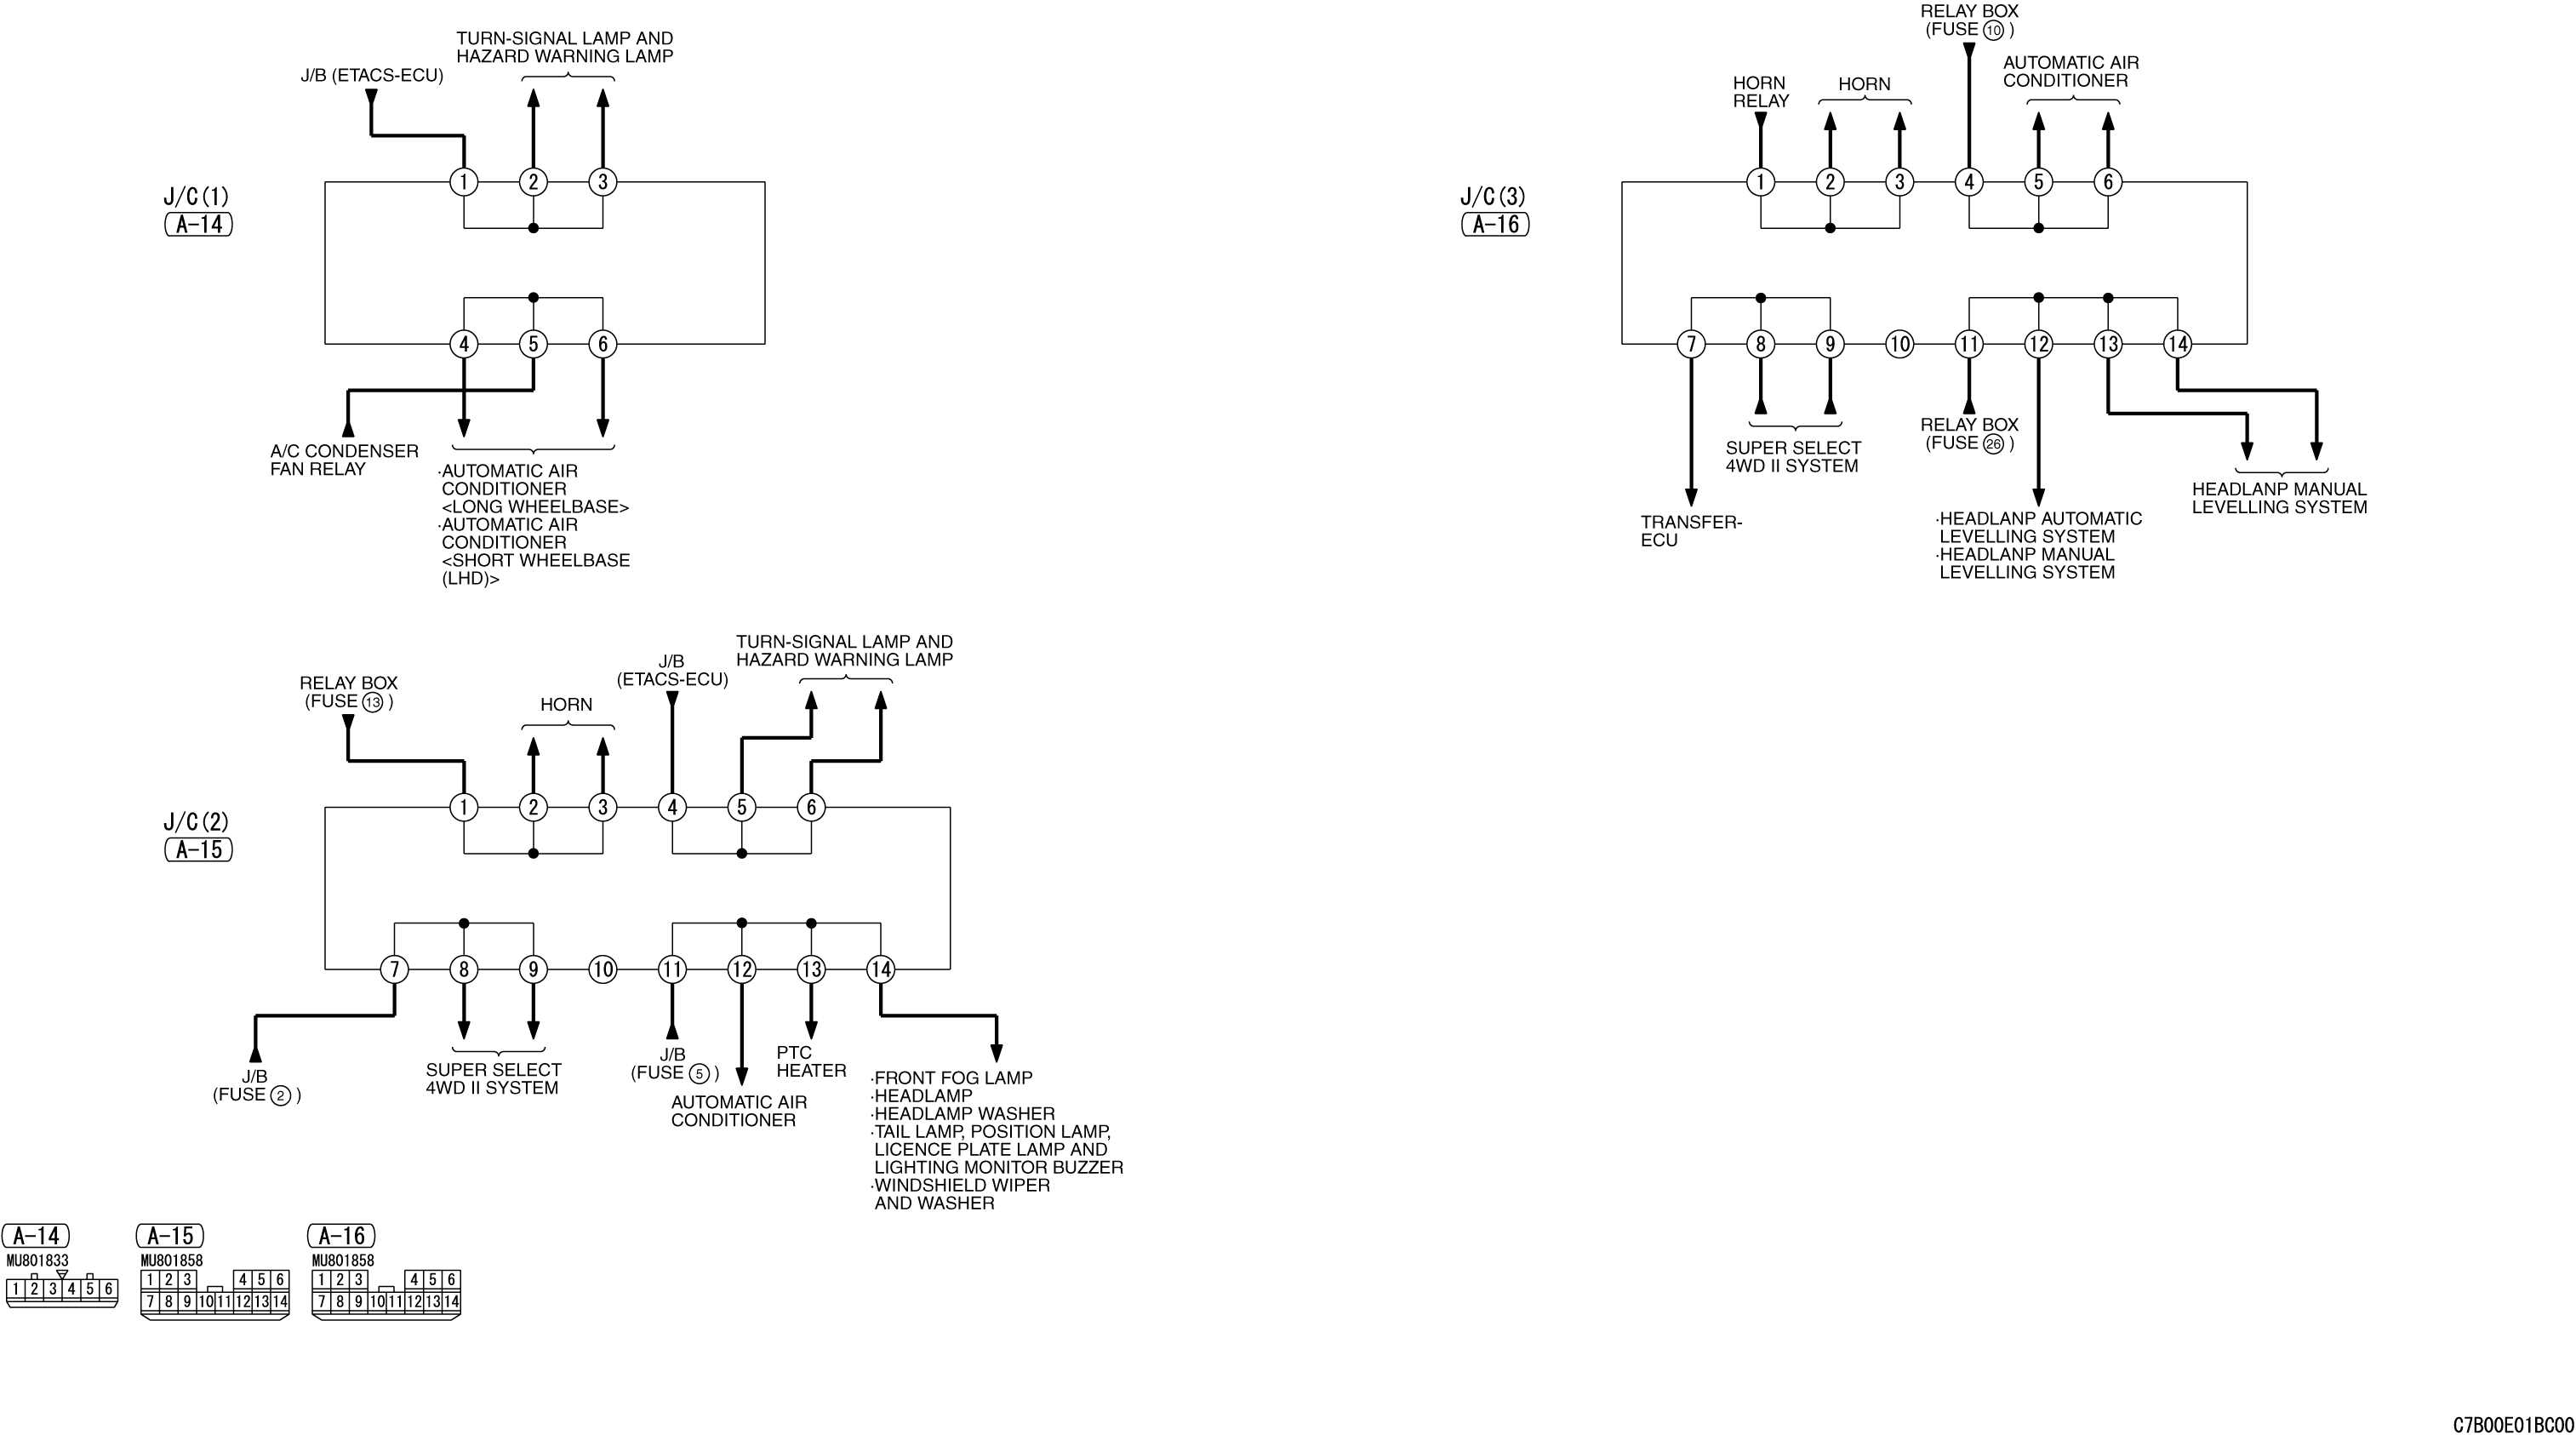 TURN-SIGNAL LAMP AND
HAZARD WARNING LAMP
J/B (ETACS-ECU)
1 2 3
J/C(1)
A-14
4 5 6
A/C CONDENSER
FAN RELAY
·AUTOMATIC AIR
CONDITIONER
<LONG WHEELBASE>
·AUTOMATIC AIR
CONDITIONER
<SHORT WHEELBASE
(LHD)>
RELAY BOX
(FUSE 10 )
HORN
RELAY
HORN
AUTOMATIC AIR
CONDITIONER
1 2 3 4 5 6
J/C(3)
A-16
7 8 9 10 11 12 13 14
SUPER SELECT
4WD II SYSTEM
RELAY BOX
(FUSE 26 )
HEADLANP MANUAL
LEVELLING SYSTEM
TRANSFER-
ECU
·HEADLANP AUTOMATIC
LEVELLING SYSTEM
·HEADLANP MANUAL
LEVELLING SYSTEM
TURN-SIGNAL LAMP AND
HAZARD WARNING LAMP
J/B
(ETACS-ECU)
RELAY BOX
(FUSE 13 )
HORN
1 2 3 4 5 6
J/C(2)
A-15
7 8 9 10 11 12 13 14
J/B
(FUSE 2 )
SUPER SELECT
4WD II SYSTEM
J/B
(FUSE 5 )
PTC
HEATER
AUTOMATIC AIR
CONDITIONER
·FRONT FOG LAMP
·HEADLAMP
·HEADLAMP WASHER
·TAIL LAMP, POSITION LAMP,
LICENCE PLATE LAMP AND
LIGHTING MONITOR BUZZER
·WINDSHIELD WIPER
AND WASHER
A-14
MU801833
1 2 3 4 5 6
A-15
MU801858
1 2 3 4 5 6
7 8 9 10 11 12 13 14
A-16
MU801858
1 2 3 4 5 6
7 8 9 10 11 12 13 14
C7B00E01BC00